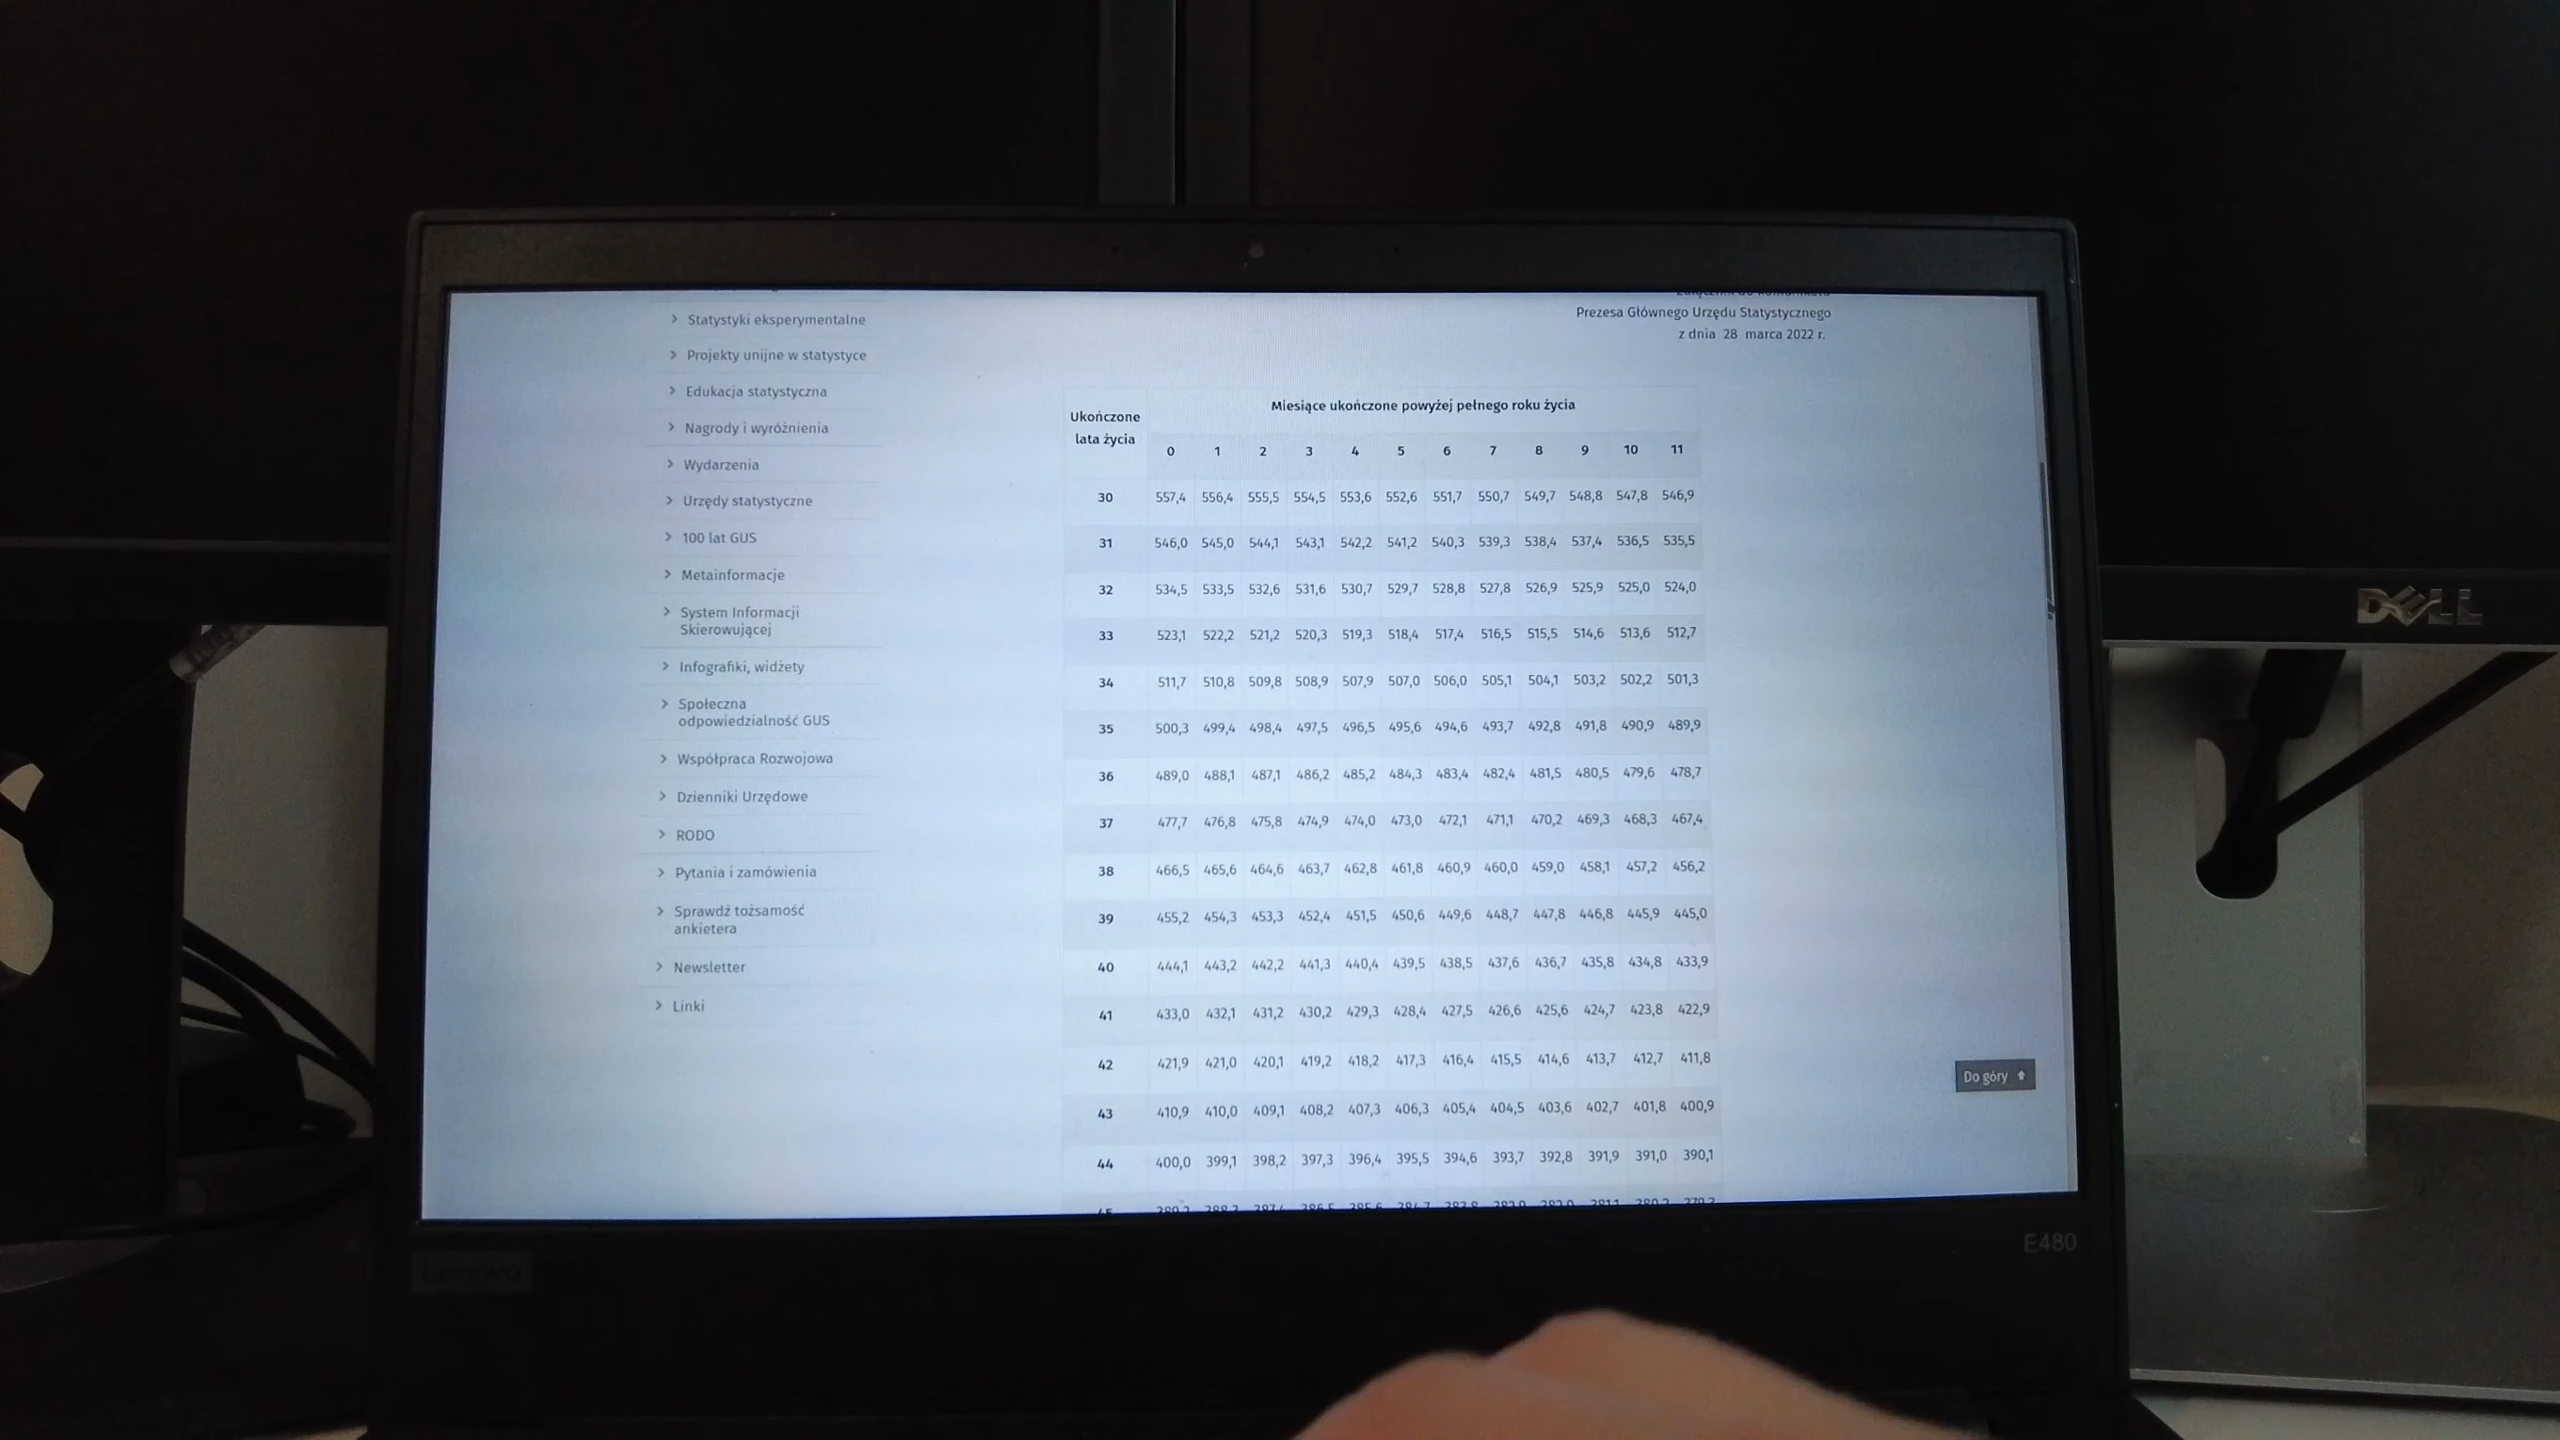 Statystyki eksperymentalne
Projekty unijne w statystyce
Edukacja statystyczna
Nagrody i wyróżnienia
Wydarzenia
Urzędy statystyczne
100 lat GUS
Metainformacje
System Informacji
Skierowującej
Infografiki, widżety
Społeczna
odpowiedzialność GUS
Współpraca Rozwojowa
Dzienniki Urzędowe
RODO
Pytania i zamówienia
Sprawdź tożsamość
ankietera
Newsletter
Linki
Prezesa Głównego Urzędu Statystycznego
z dnia 28 marca 2022 r.
Ukończone
lata życia
Miesiące ukończone powyżej pełnego roku życia
0 1 2 3 4 5 6 7 8 9 10 11
30 557,4 556,4 555,5 554,5 553,6 552,6 551,7 550,7 549,7 548,8 547,8 546,9
31 546,0 545,0 544,1 543,1 542,2 541,2 540,3 539,3 538,4 537,4 536,5 535,5
32 534,5 533,5 532,6 531,6 530,7 529,7 528,8 527,8 526,9 525,9 525,0 524,0
33 523,1 522,2 521,2 520,3 519,3 518,4 517,4 516,5 515,5 514,6 513,6 512,7
34 511,7 510,8 509,8 508,9 507,9 507,0 506,0 505,1 504,1 503,2 502,2 501,3
35 500,3 499,4 498,4 497,5 496,5 495,6 494,6 493,7 492,8 491,8 490,9 489,9
36 489,0 488,1 487,1 486,2 485,2 484,3 483,4 482,4 481,5 480,5 479,6 478,7
37 477,7 476,8 475,8 474,9 474,0 473,0 472,1 471,1 470,2 469,3 468,3 467,4
38 466,5 465,6 464,6 463,7 462,8 461,8 460,9 460,0 459,0 458,1 457,2 456,2
39 455,2 454,3 453,3 452,4 451,5 450,6 449,6 448,7 447,8 446,8 445,9 445,0
40 444,1 443,2 442,2 441,3 440,4 439,5 438,5 437,6 436,7 435,8 434,8 433,9
41 433,0 432,1 431,2 430,2 429,3 428,4 427,5 426,6 425,6 424,7 423,8 422,9
42 421,9 421,0 420,1 419,2 418,2 417,3 416,4 415,5 414,6 413,7 412,7 411,8
43 410,9 410,0 409,1 408,2 407,3 406,3 405,4 404,5 403,6 402,7 401,8 400,9
44 400,0 399,1 398,2 397,3 396,4 395,5 394,6 393,7 392,8 391,9 391,0 390,1
Do góry
DELL
E480
Lenovo